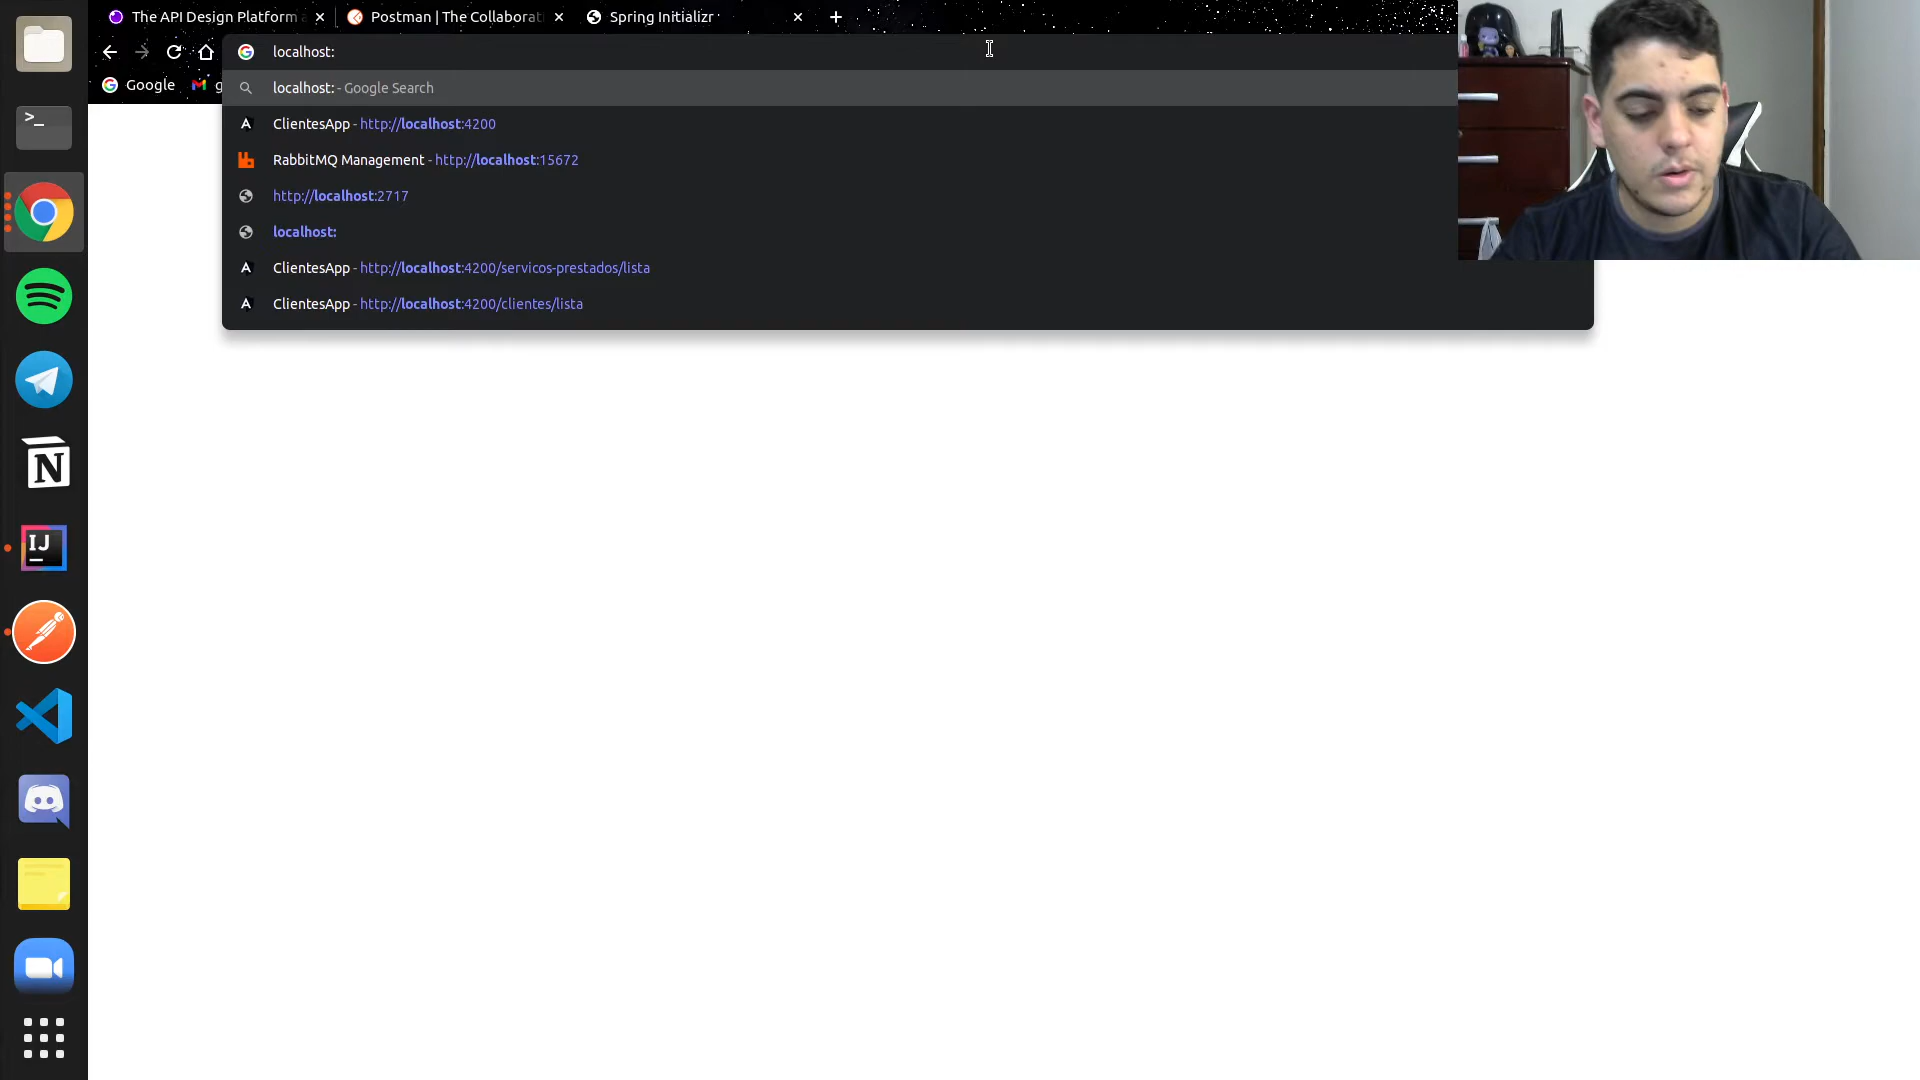 The API Design Platform a
Postman | The Collaborati
Spring Initializr
localhost:
Google
g
localhost: - Google Search
ClientesApp - http://localhost:4200
RabbitMQ Management - http://localhost:15672
http://localhost:2717
localhost:
ClientesApp - http://localhost:4200/servicos-prestados/lista
ClientesApp - http://localhost:4200/clientes/lista
>_
N
IJ